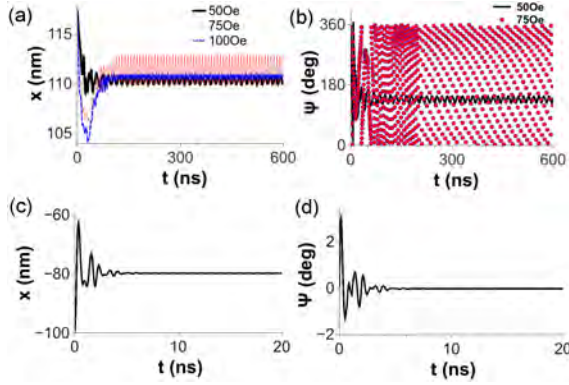 (a)
115
110
105
x (nm)
50Oe
75Oe
100Oe
0
300
600
t (ns)
(b)
360
180
0
ψ (deg)
50Oe
75Oe
0
300
600
t (ns)
(c)
−60
−80
−100
x (nm)
0
10
20
t (ns)
(d)
2
0
−2
ψ (deg)
0
10
20
t (ns)